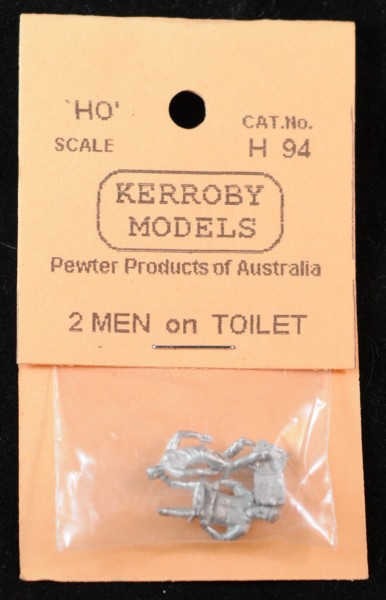 'HO'
SCALE
CAT.No.
H 94
KERROBY
MODELS
Pewter Products of Australia
2 MEN on TOILET